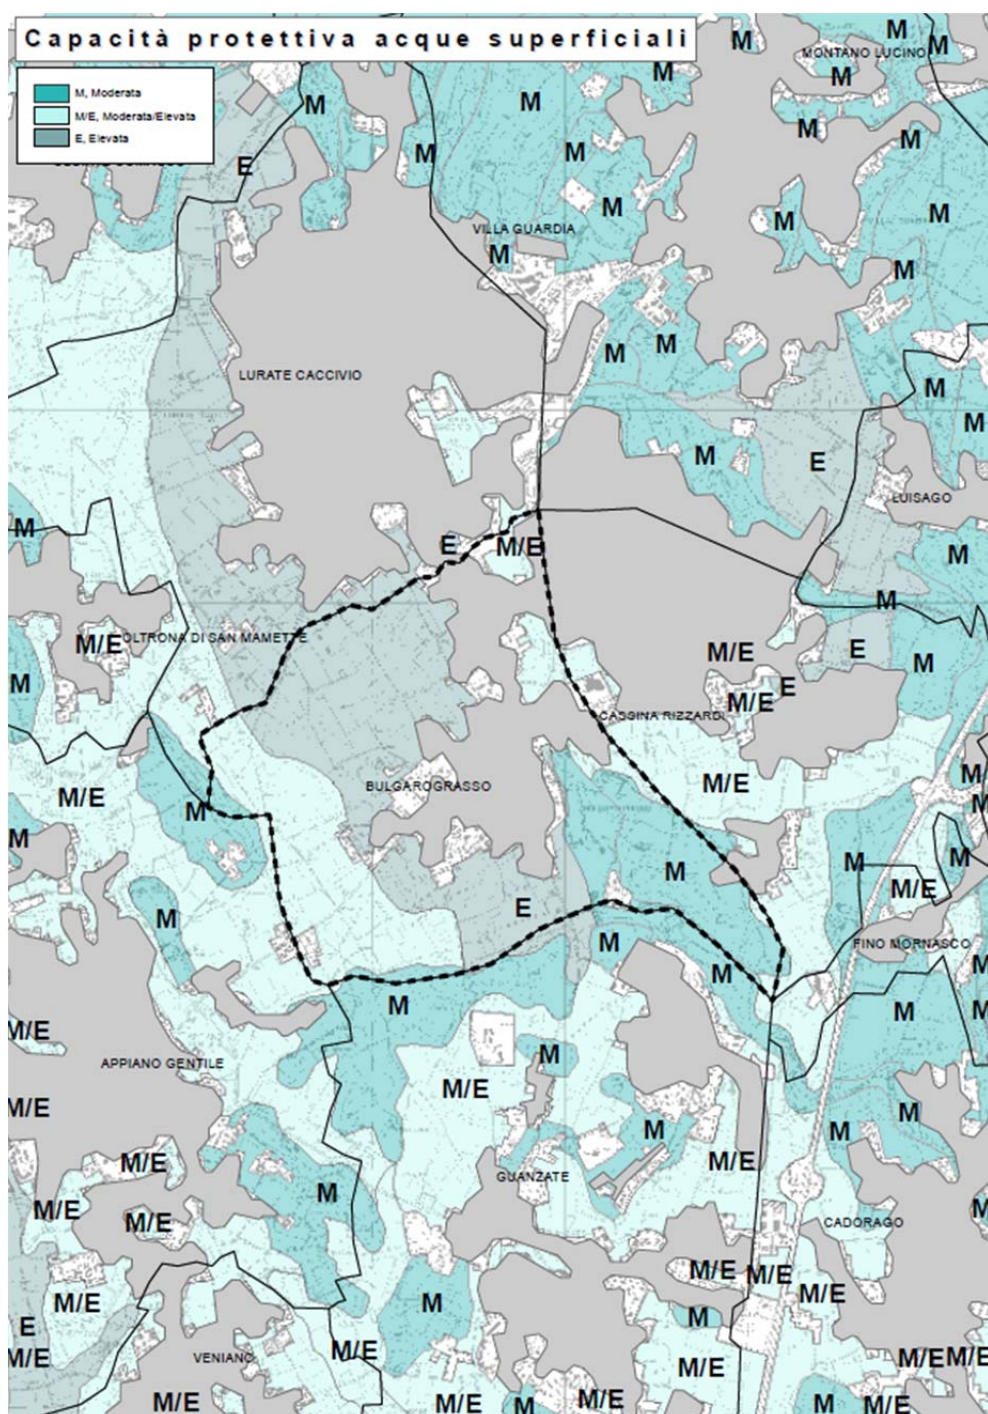 Capacità protettiva acque superficiali
M, Moderata
M/E, Moderata/Elevata
E, Elevata
M
M
MONTANO LUCINO
M
M
M
M
M
M
M
M
M
M
E
M
M
M
VILLA GUARDIA
M
M
M
M
LURATE CACCIVIO
M
M
M
E
LUISAGO
M
E
M/E
M
M
M/E
OLTRONA DI SAN MAMETTE
M/E
E
M
M
E
M/E
CASSINA RIZZARDI
M/E
BULGAROGRASSO
M/E
M
M
M
M
M
M
M
M/E
M
E
M
M
FINO MORNASCO
M
M
M
M
M/E
M
APPIANO GENTILE
M/E
M
M/E
M
M
M
M/E
M/E
GUANZATE
M
M/E
M/E
CADORAGO
M
M/E
M/E
M/E
M/E
M
M
E
M/E
M/E
VENIANO
M/E
M/E
M/E
M/E
M/E
M
M/E
M
M/E